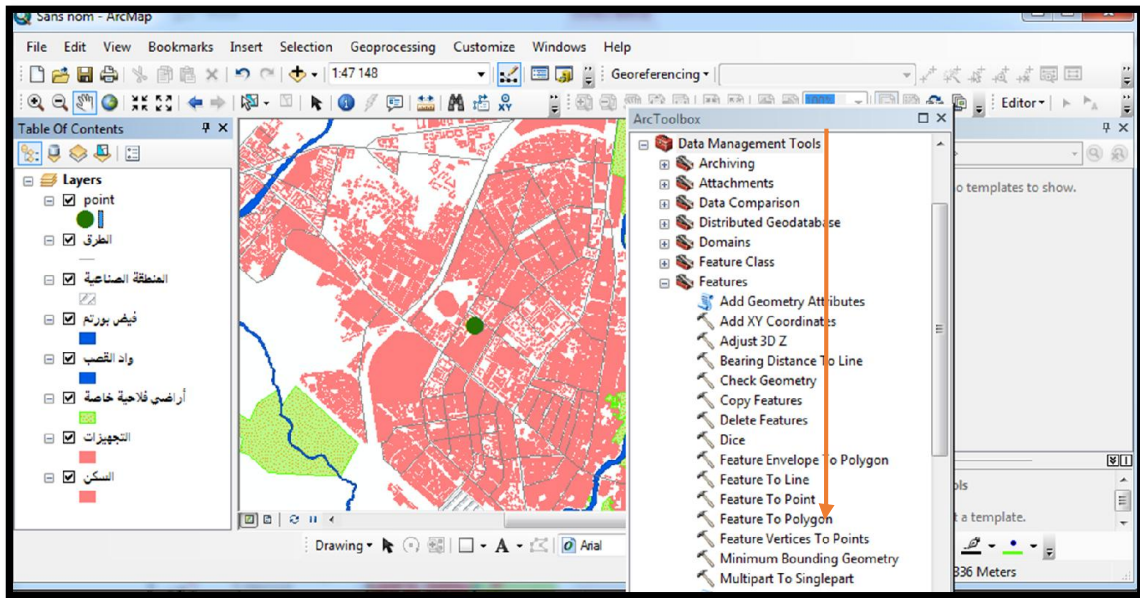 Sans nom - ArcMap
File Edit View Bookmarks Insert Selection Geoprocessing Customize Windows Help
1:47 148
Georeferencing
Editor
Table Of Contents
Layers
point
الطرق
المنطقة الصناعية
فيض بورتم
واد القصب
أراضي فلاحية خاصة
التجهيزات
السكن
ArcToolbox
Data Management Tools
Archiving
Attachments
Data Comparison
Distributed Geodatabase
Domains
Feature Class
Features
Add Geometry Attributes
Add XY Coordinates
Adjust 3D Z
Bearing Distance To Line
Check Geometry
Copy Features
Delete Features
Dice
Feature Envelope To Polygon
Feature To Line
Feature To Point
Feature To Polygon
Feature Vertices To Points
Minimum Bounding Geometry
Multipart To Singlepart
o templates to show.
ols
t a template.
Drawing
A
Arial
336 Meters